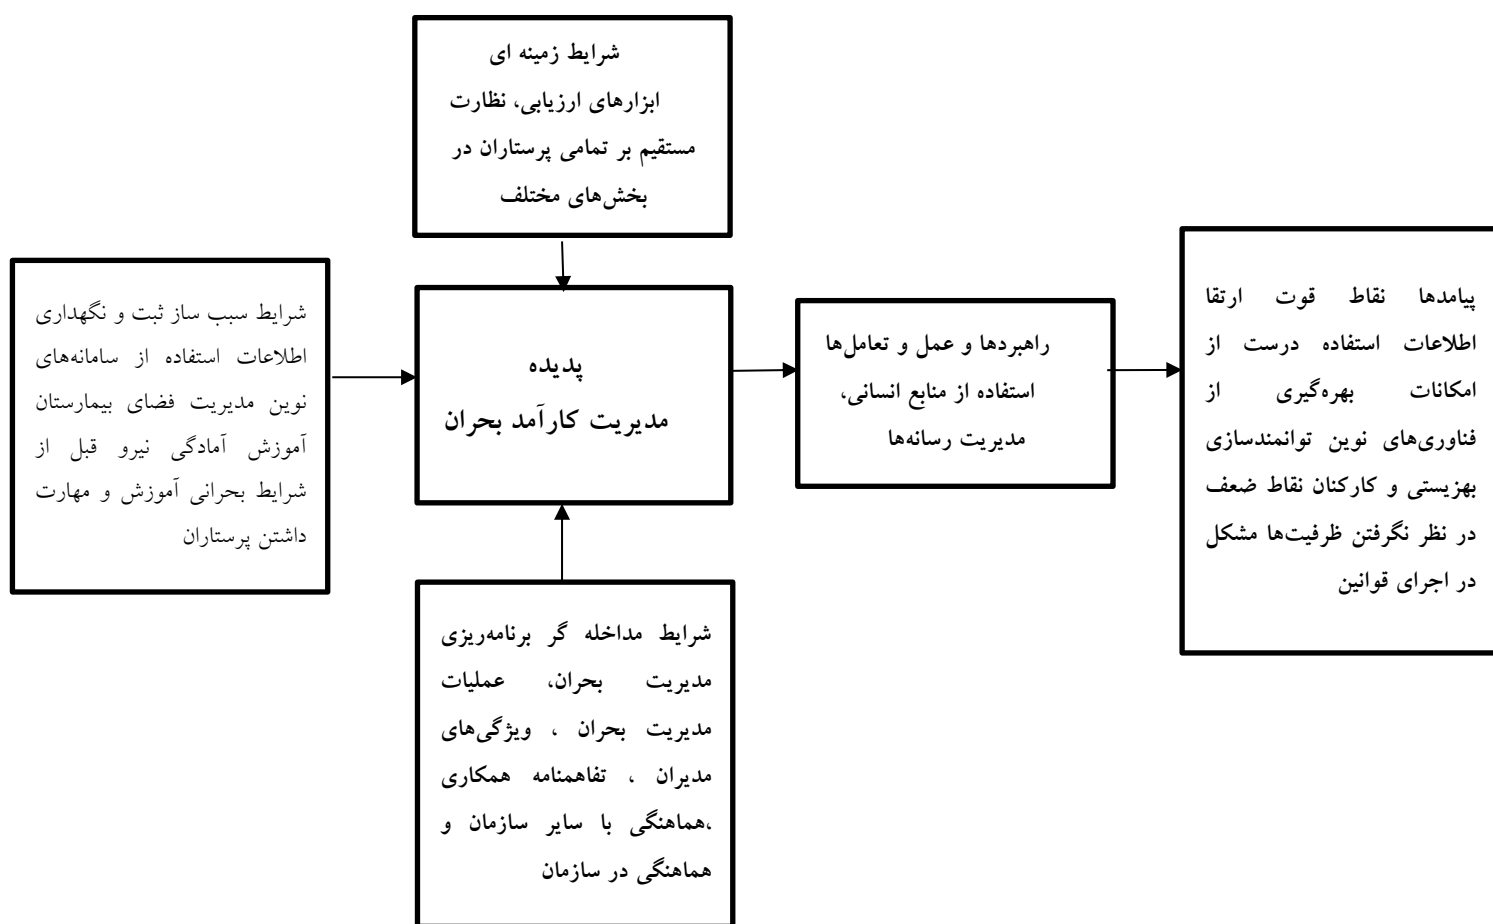 شرایط زمینه ای
ابزارهای ارزیابی، نظارت
مستقیم بر تمامی پرستاران در
بخش‌های مختلف
شرایط سبب ساز ثبت و نگهداری
اطلاعات استفاده از سامانه‌های
نوین مدیریت فضای بیمارستان
آموزش آمادگی نیرو قبل از
شرایط بحرانی آموزش و مهارت
داشتن پرستاران
پدیده
مدیریت کارآمد بحران
راهبردها و عمل و تعامل‌ها
استفاده از منابع انسانی،
مدیریت رسانه‌ها
پیامدها نقاط قوت ارتقا
اطلاعات استفاده درست از
امکانات بهره‌گیری از
فناوری‌های نوین توانمندسازی
بهزیستی و کارکنان نقاط ضعف
در نظر نگرفتن ظرفیت‌ها مشکل
در اجرای قوانین
شرایط مداخله گر برنامه‌ریزی
مدیریت بحران، عملیات
مدیریت بحران ، ویژگی‌های
مدیران ، تفاهمنامه همکاری
،هماهنگی با سایر سازمان و
هماهنگی در سازمان